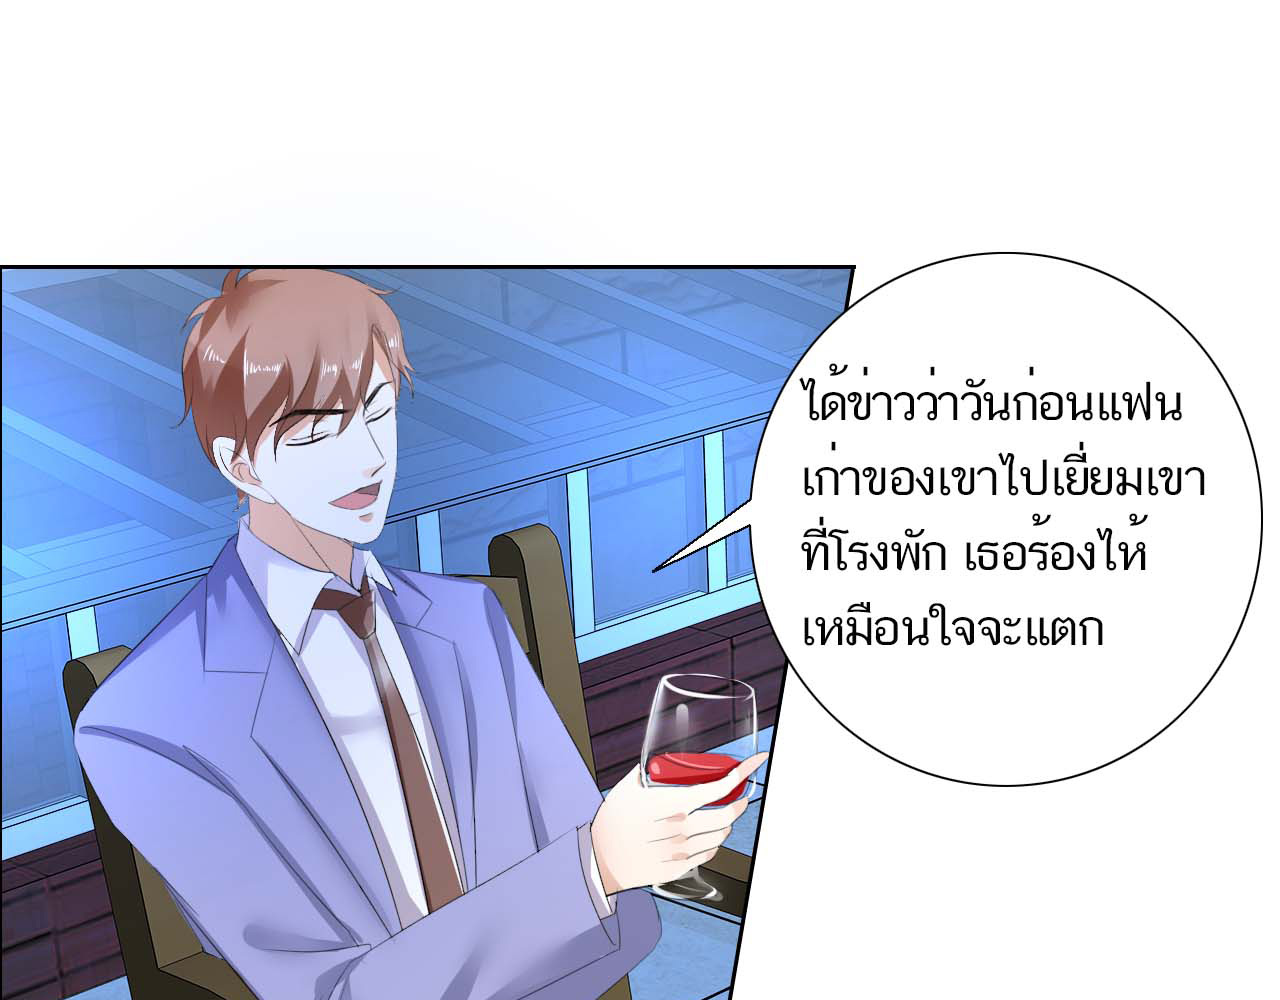 ได้ข่าวว่าวันก่อนแฟน
เก่าของเขาไปเยี่ยมเขา
ที่โรงพัก เธอร้องไห้
เหมือนใจจะแตก